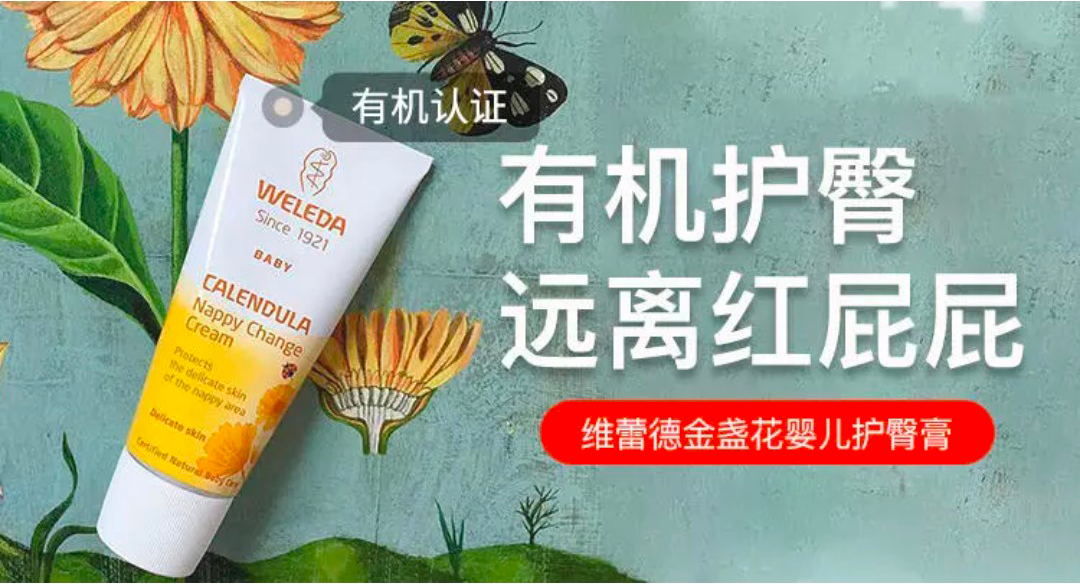 有机认证
有机护臀
远离红屁屁
维蕾德金盏花婴儿护臀膏
WELEDA
Since 1921
BABY
CALENDULA
Nappy Change
Cream
Protects
the delicate skin
of the nappy area
Delicate skin
Certified Natural Baby Care